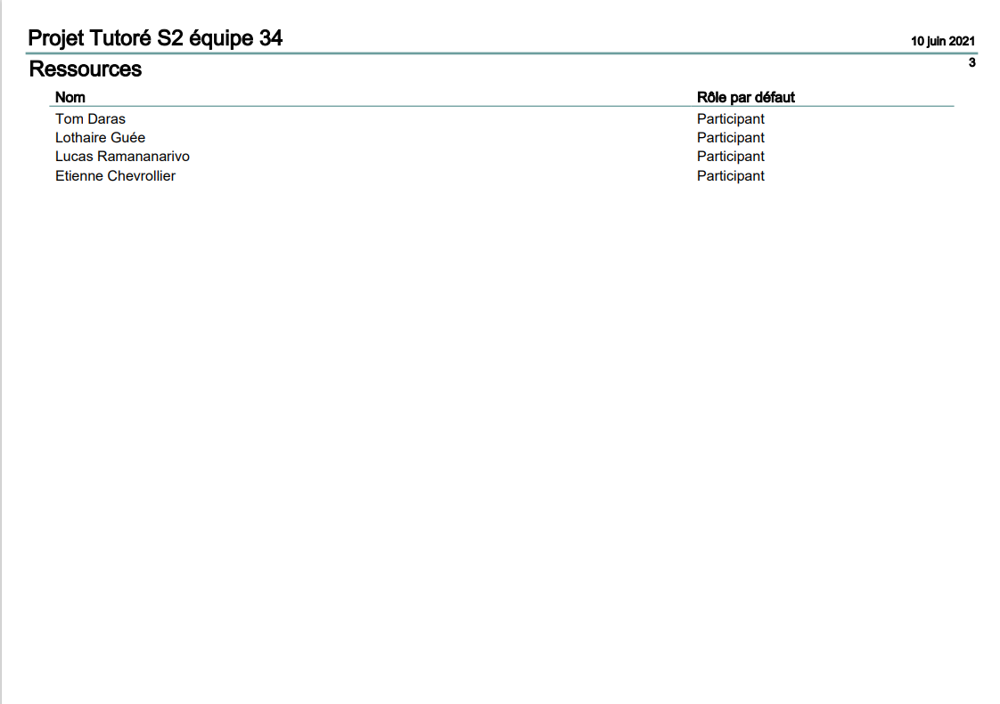 Projet Tutoré S2 équipe 34
10 juin 2021
Ressources
3
Nom Rôle par défaut
Tom Daras Participant
Lothaire Guée Participant
Lucas Ramananarivo Participant
Etienne Chevrollier Participant